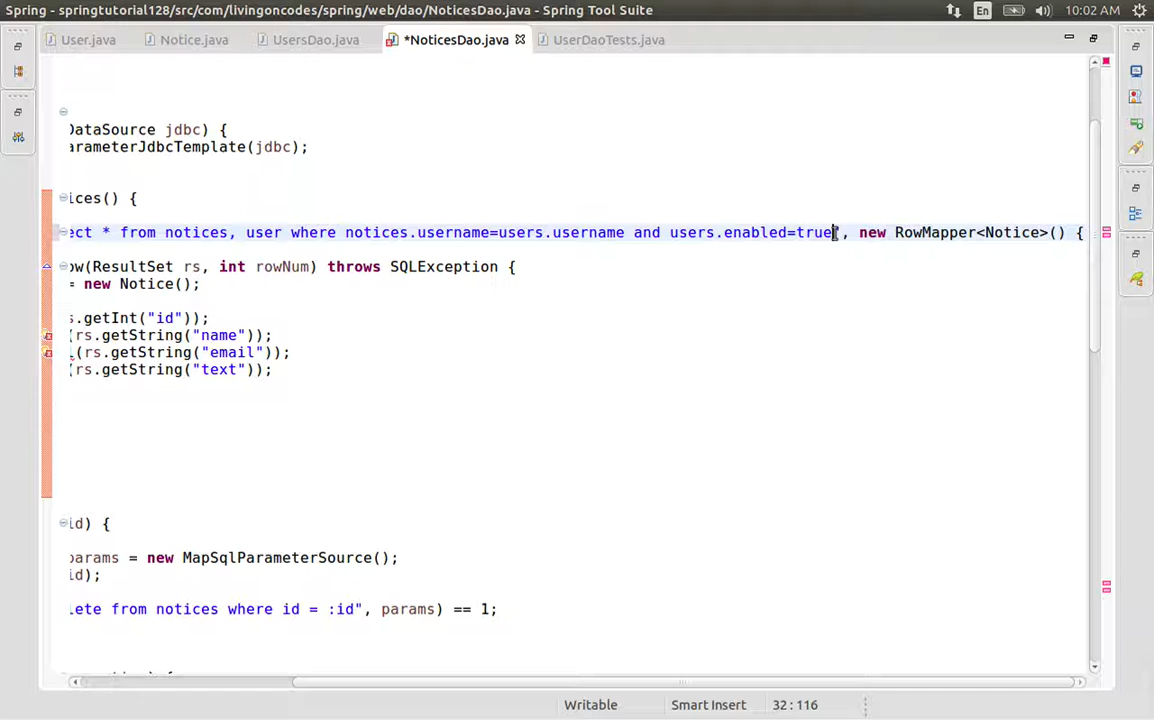 Spring - springtutorial128/src/com/livingoncodes/spring/web/dao/NoticesDao.java - Spring Tool Suite
En
10:02 AM
User.java
Notice.java
UsersDao.java
*NoticesDao.java
UserDaoTests.java
DataSource jdbc) {
arameterJdbcTemplate(jdbc);
ices() {
ect * from notices, user where notices.username=users.username and users.enabled=true", new RowMapper<Notice>() {
ow(ResultSet rs, int rowNum) throws SQLException {
= new Notice();
s.getInt("id"));
(rs.getString("name"));
(rs.getString("email"));
(rs.getString("text"));
id) {
params = new MapSqlParameterSource();
id);
lete from notices where id = :id", params) == 1;
Writable
Smart Insert
32 : 116